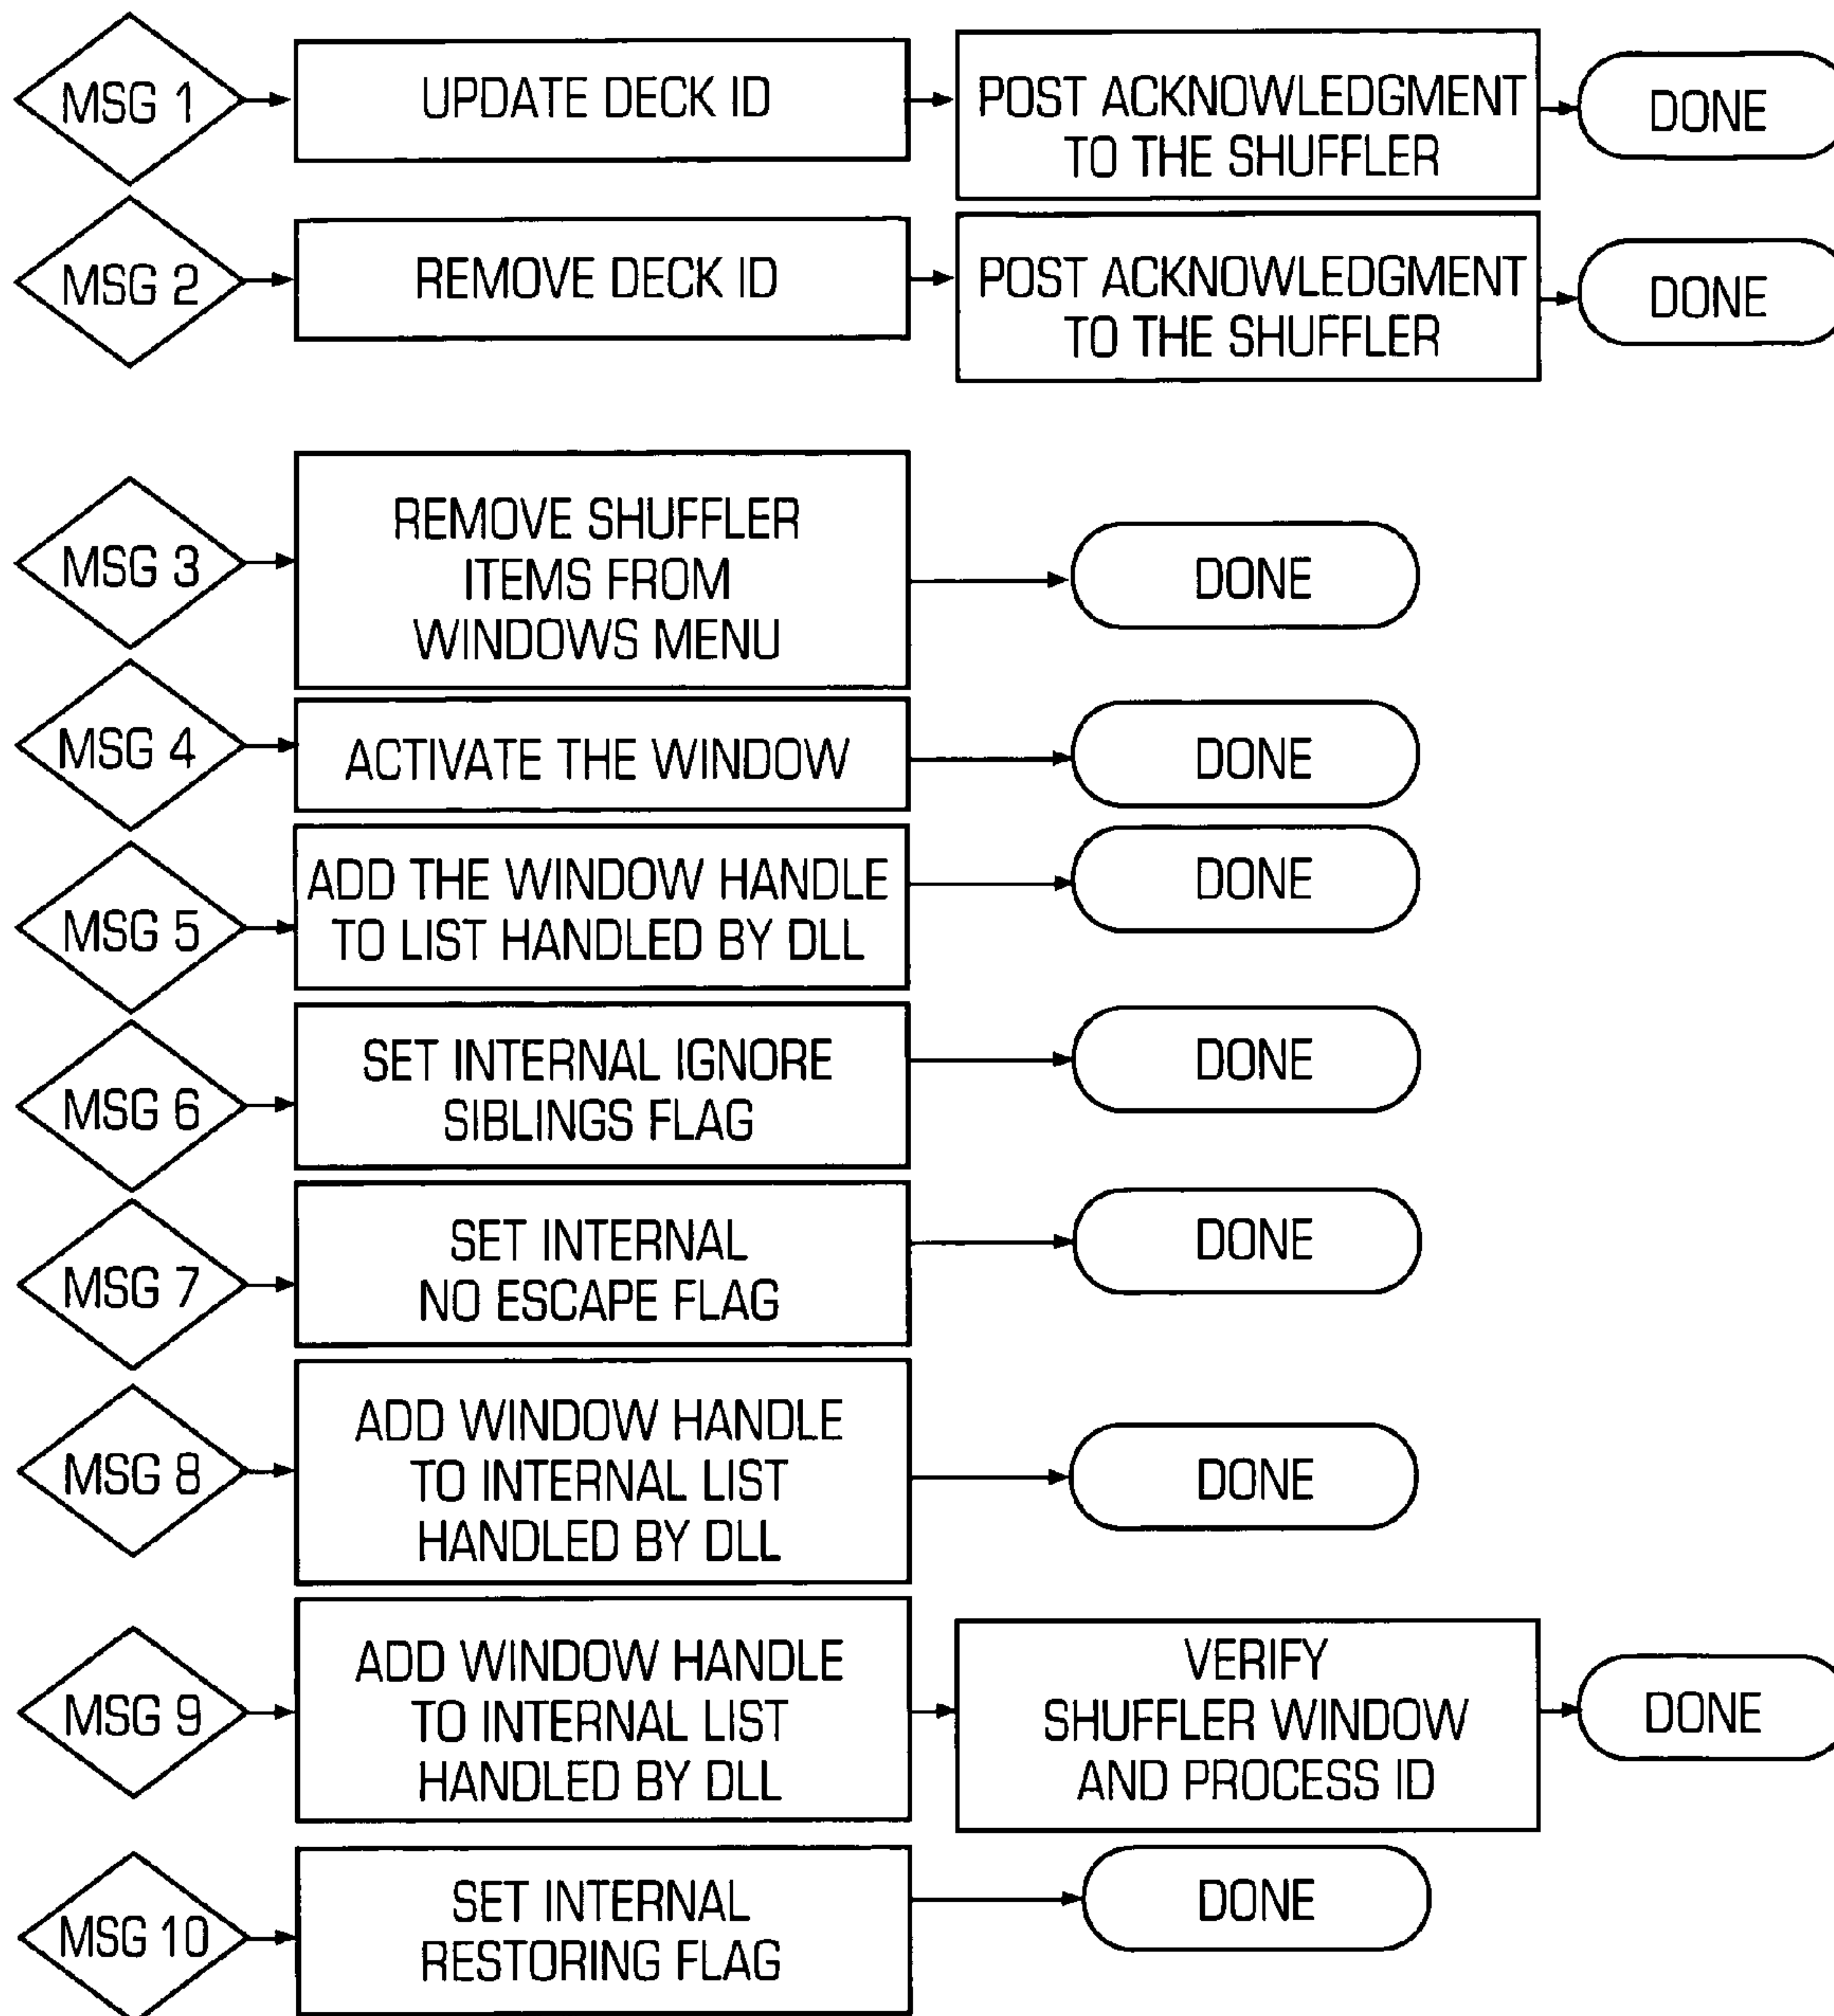 MSG 1
UPDATE DECK ID
POST ACKNOWLEDGMENT
TO THE SHUFFLER
DONE
MSG 2
REMOVE DECK ID
POST ACKNOWLEDGMENT
TO THE SHUFFLER
DONE
MSG 3
REMOVE SHUFFLER
ITEMS FROM
WINDOWS MENU
DONE
MSG 4
ACTIVATE THE WINDOW
DONE
MSG 5
ADD THE WINDOW HANDLE
TO LIST HANDLED BY DLL
DONE
MSG 6
SET INTERNAL IGNORE
SIBLINGS FLAG
DONE
MSG 7
SET INTERNAL
NO ESCAPE FLAG
DONE
MSG 8
ADD WINDOW HANDLE
TO INTERNAL LIST
HANDLED BY DLL
DONE
MSG 9
ADD WINDOW HANDLE
TO INTERNAL LIST
HANDLED BY DLL
VERIFY
SHUFFLER WINDOW
AND PROCESS ID
DONE
MSG 10
SET INTERNAL
RESTORING FLAG
DONE